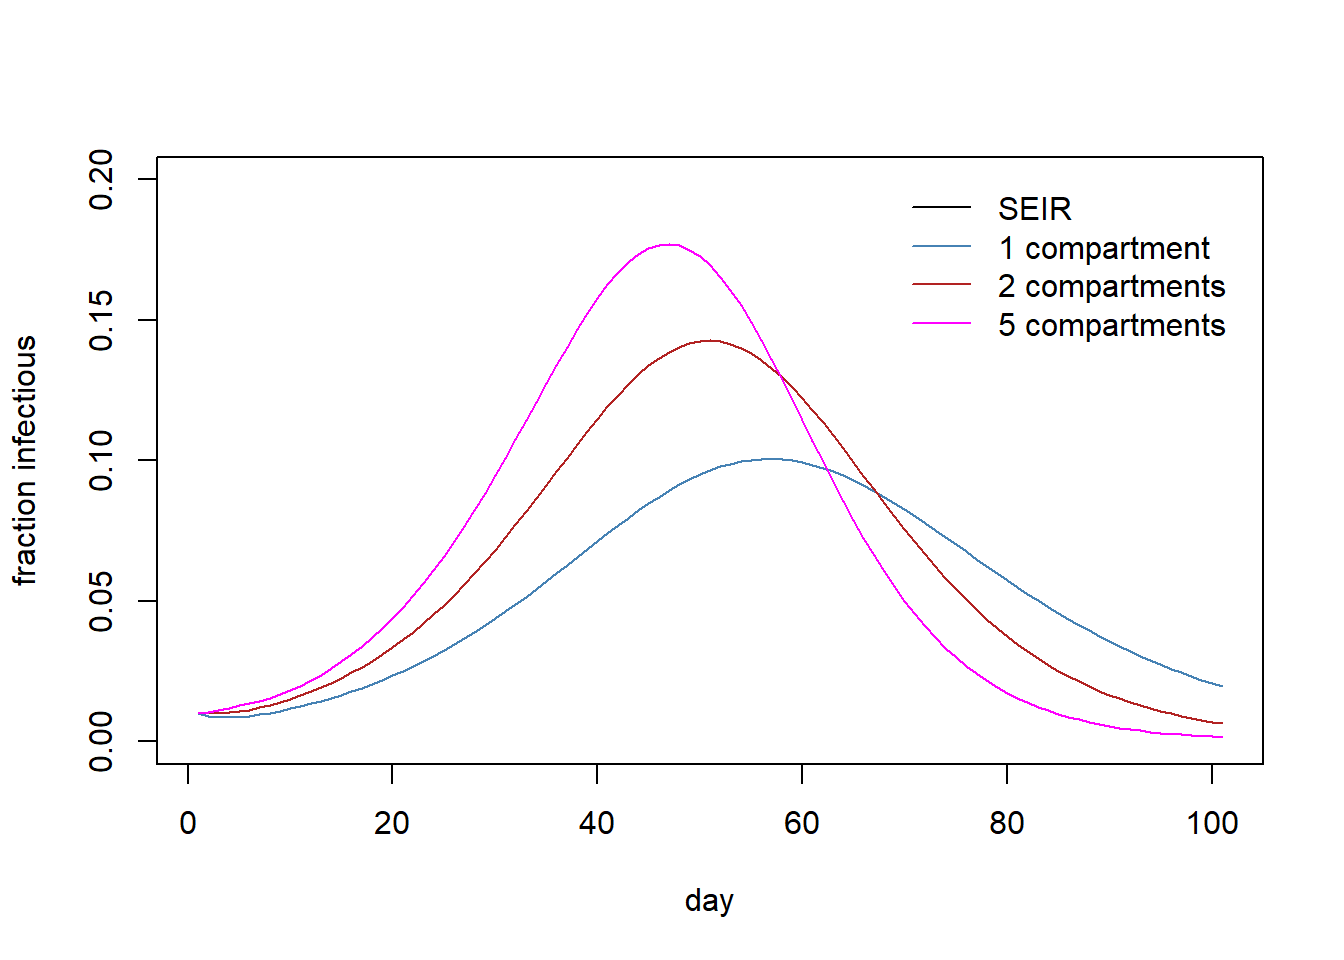 SEIR
1 compartment
2 compartments
5 compartments
fraction infectious
0.20
0.15
0.10
0.05
0.00
0 20 40 60 80 100
day